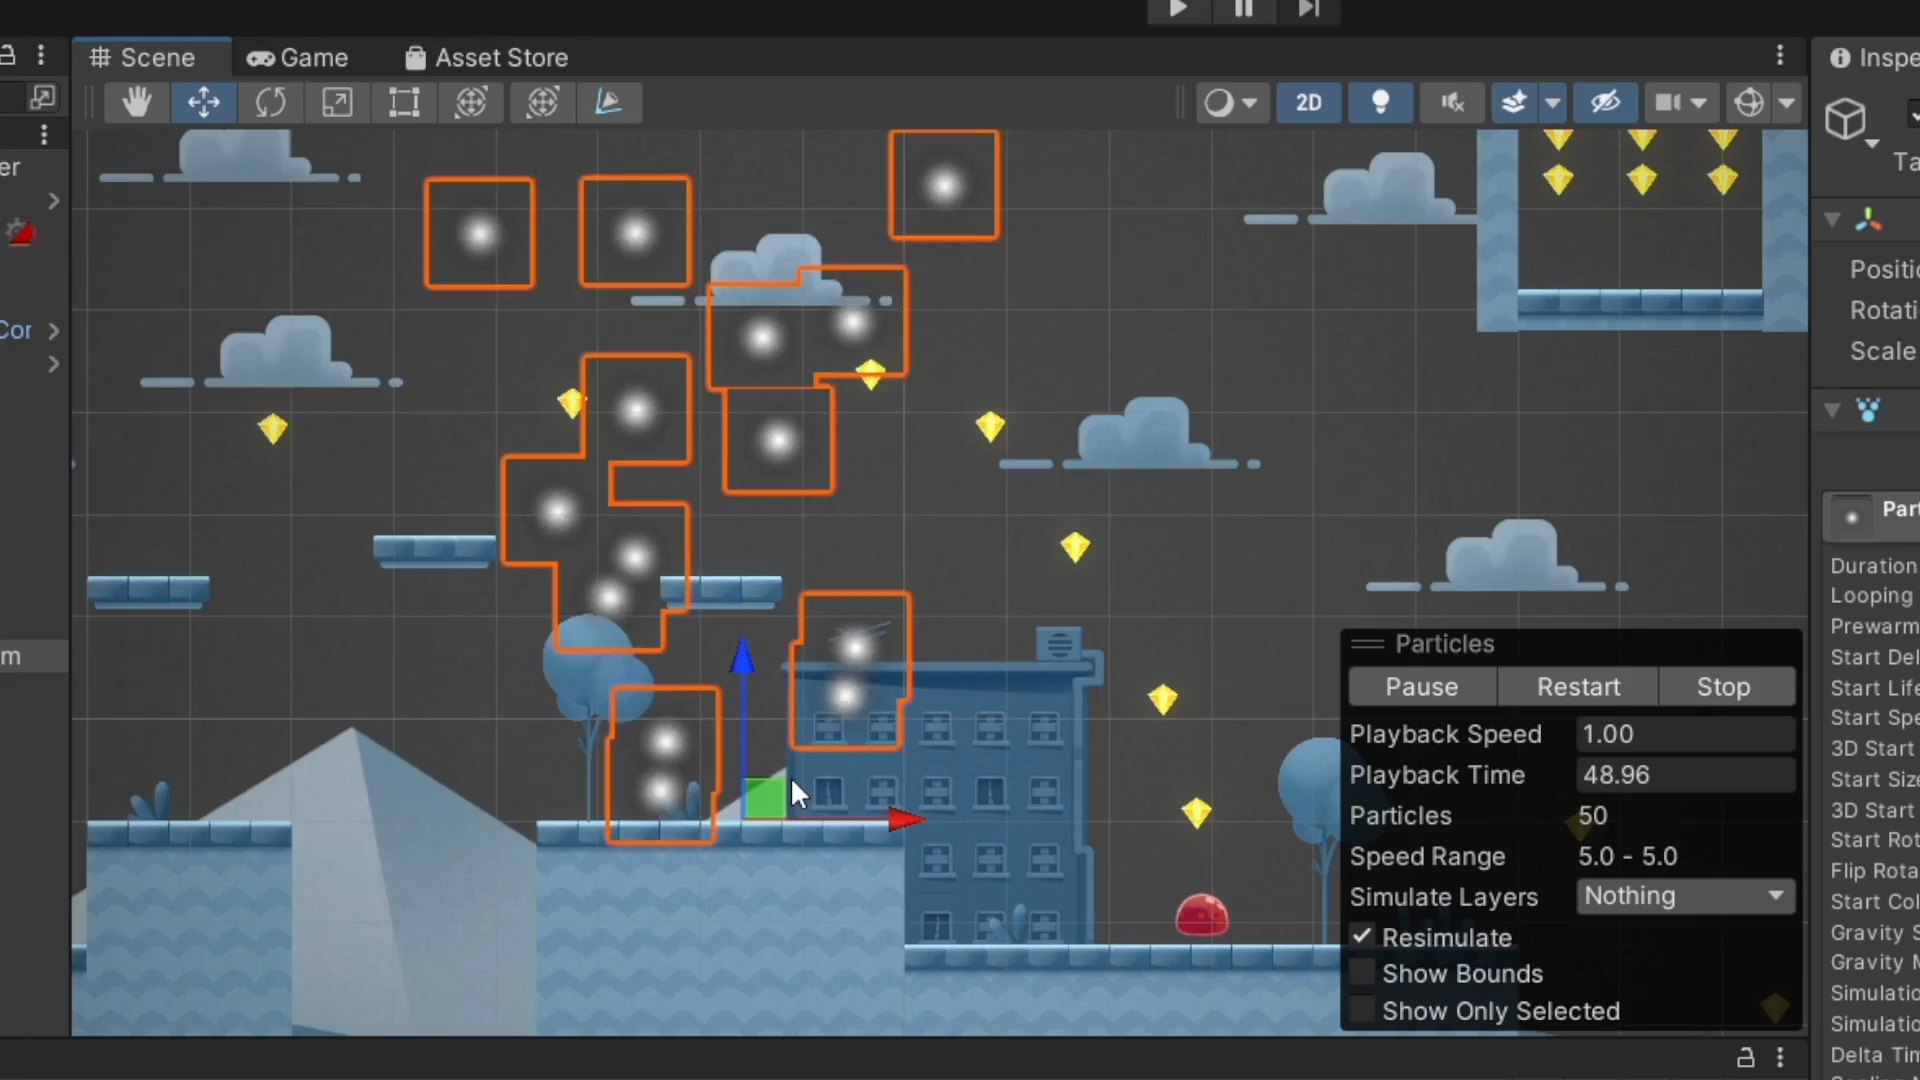 Scene
Game
Asset Store
Inspe
2D
er
Ta
Positio
Rotati
Cor
Scale
Part
Duration
Looping
Prewarm
m
Particles
Start Del
Pause Restart Stop
Start Life
Start Spe
Playback Speed 1.00
3D Start
Playback Time 48.96
Start Size
Particles 50
3D Start
Start Rot
Speed Range 5.0 - 5.0
Flip Rota
Simulate Layers Nothing
Start Col
Resimulate
Gravity S
Gravity M
Show Bounds
Simulatio
Show Only Selected
Simulatio
Delta Tim